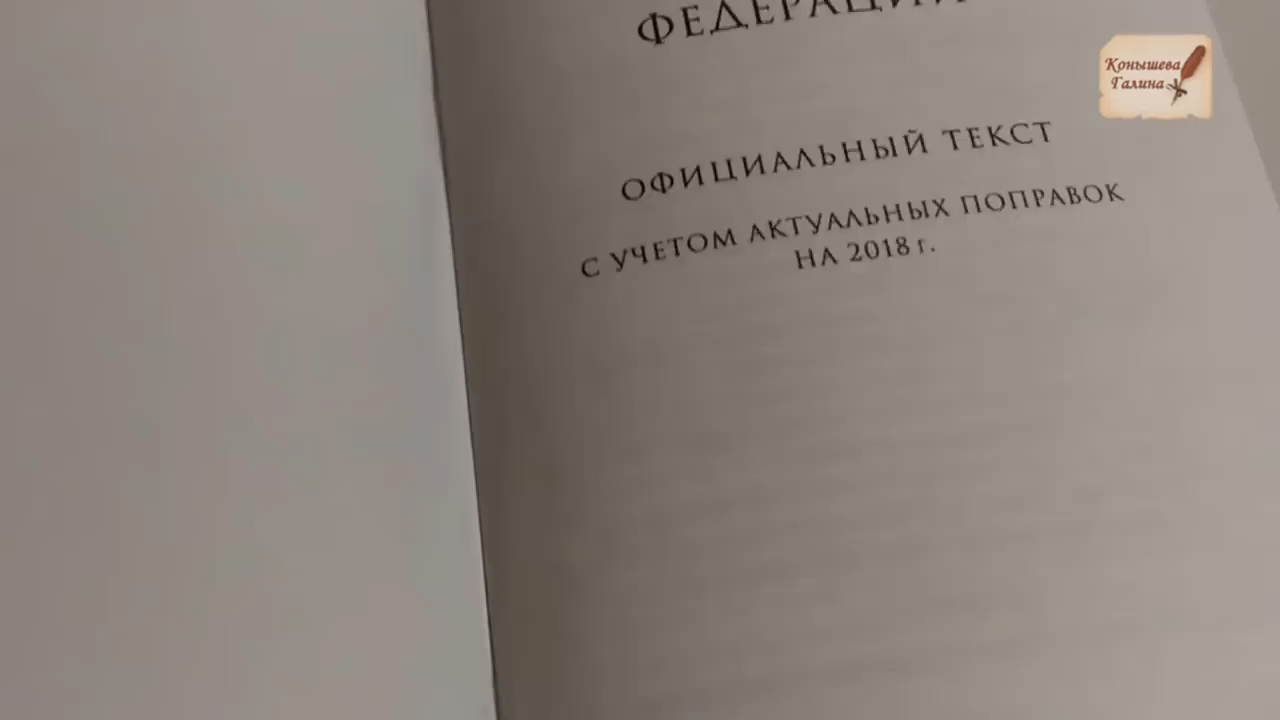 ФЕДЕРАЦИИ
Конышева
Галина
ОФИЦИАЛЬНЫЙ ТЕКСТ
С УЧЕТОМ АКТУАЛЬНЫХ ПОПРАВОК
НА 2018 г.